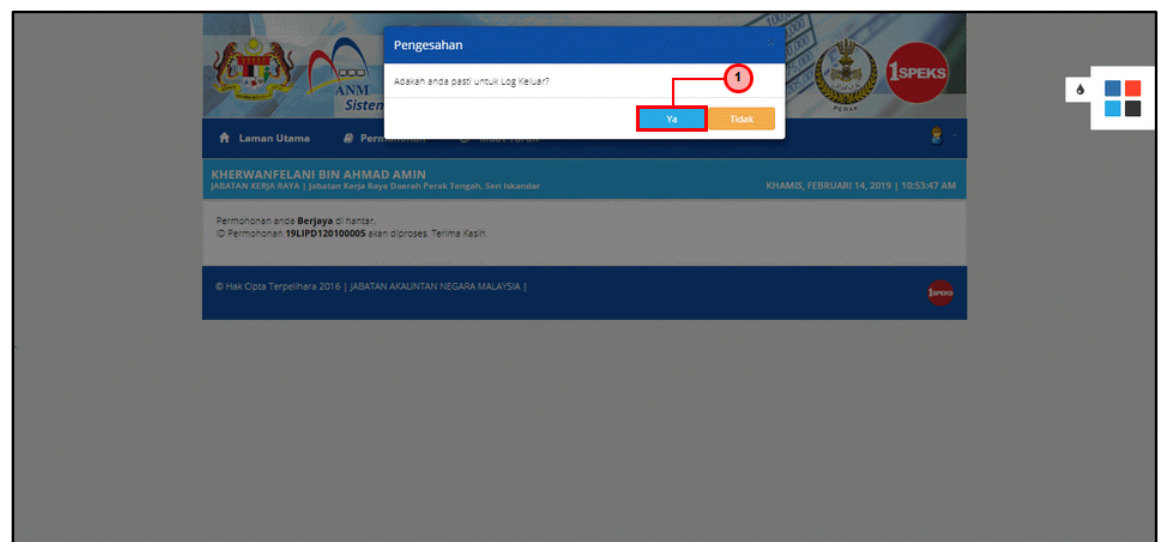 Pengesahan
Adakah anda pasti untuk Log Keluar?
1
Ya
Tidak
ANM
Sisten
PERAK
1SPEKS
Laman Utama
KHERWANFELANI BIN AHMAD AMIN
JABATAN KERJA RAYA | Jabatan Kerja Raya Daerah Perak Tengah, Seri Iskandar
KHAMIS, FEBRUARI 14, 2019 | 10:53:47 AM
Permohonan anda Berjaya di hantar.
ID Permohonan 19LIPD120100005 akan diproses. Terima Kasih
© Hak Cipta Terpelihara 2016 | JABATAN AKAUNTAN NEGARA MALAYSIA |
1SPEKS